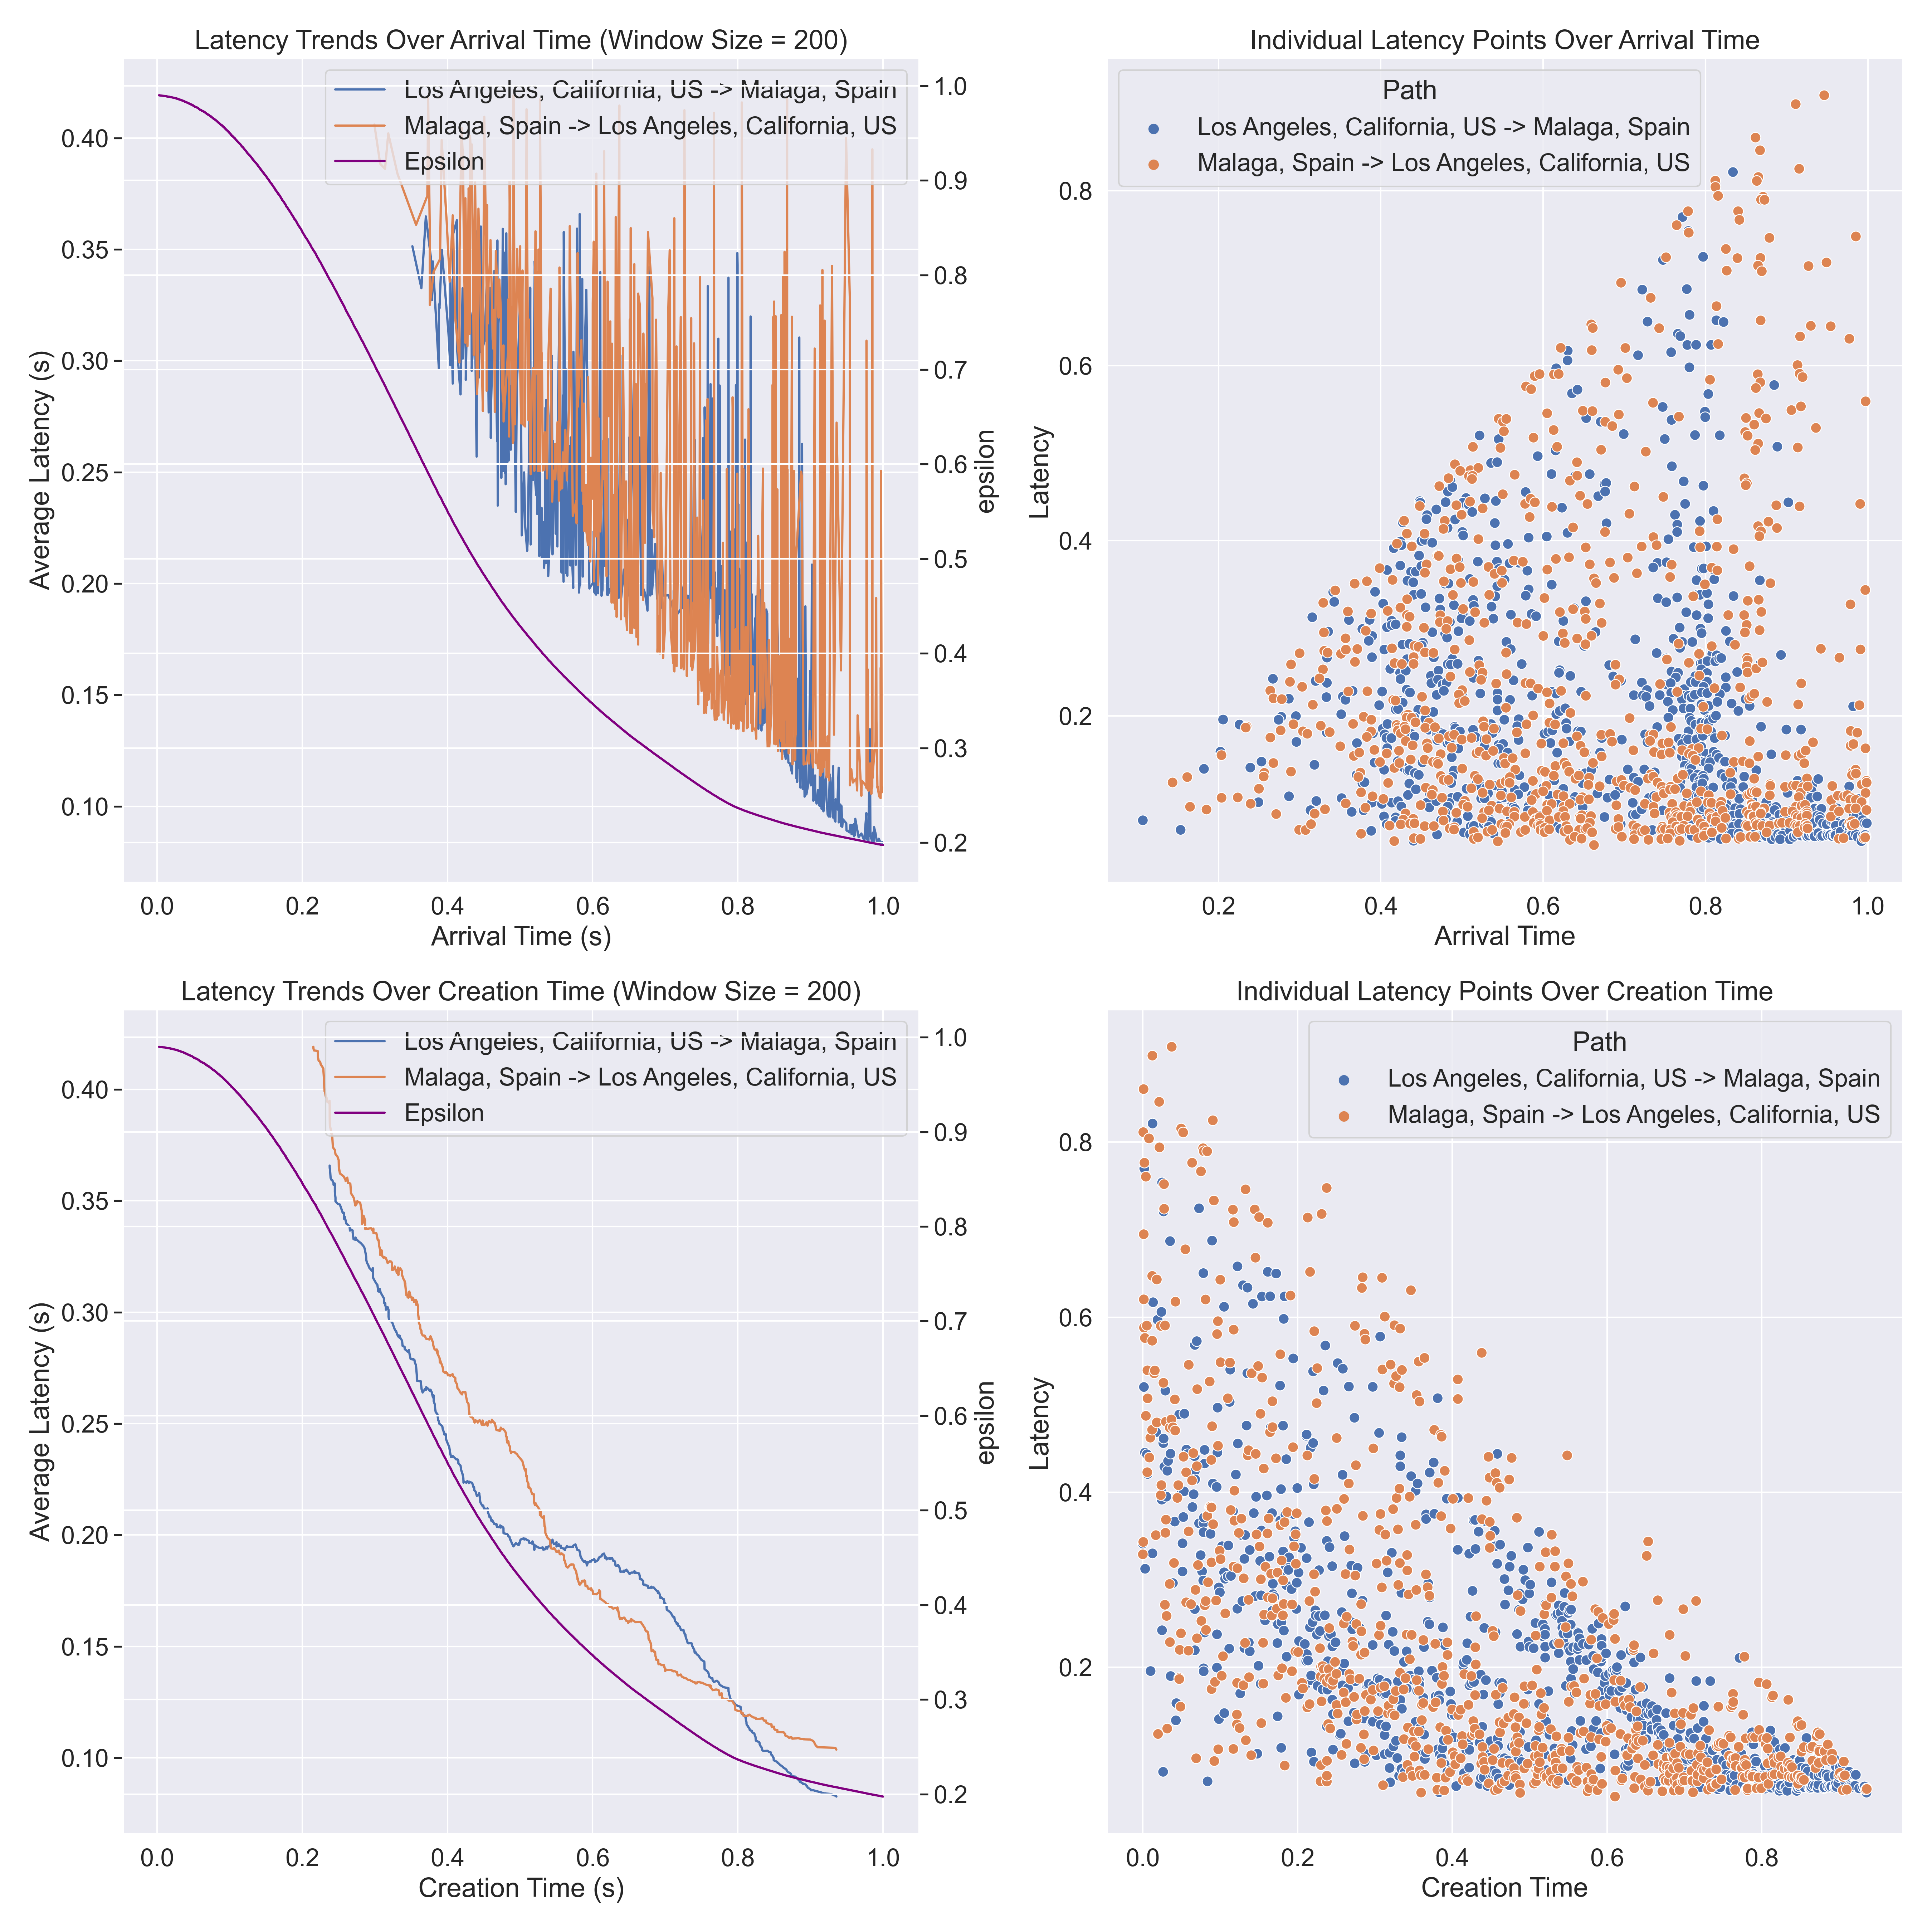 Latency Trends Over Arrival Time (Window Size = 200)
Los Angeles, California, US -> Malaga, Spain
Malaga, Spain -> Los Angeles, California, US
Epsilon
0.40
0.35
0.30
0.25
0.20
0.15
0.10
Average Latency (s)
1.0
0.9
0.8
0.7
0.6
0.5
0.4
0.3
0.2
epsilon
0.0 0.2 0.4 0.6 0.8 1.0
Arrival Time (s)
Individual Latency Points Over Arrival Time
Path
Los Angeles, California, US -> Malaga, Spain
Malaga, Spain -> Los Angeles, California, US
0.8
0.6
0.4
0.2
Latency
0.2 0.4 0.6 0.8 1.0
Arrival Time
Latency Trends Over Creation Time (Window Size = 200)
Los Angeles, California, US -> Malaga, Spain
Malaga, Spain -> Los Angeles, California, US
Epsilon
0.40
0.35
0.30
0.25
0.20
0.15
0.10
Average Latency (s)
1.0
0.9
0.8
0.7
0.6
0.5
0.4
0.3
0.2
epsilon
0.0 0.2 0.4 0.6 0.8 1.0
Creation Time (s)
Individual Latency Points Over Creation Time
Path
Los Angeles, California, US -> Malaga, Spain
Malaga, Spain -> Los Angeles, California, US
0.8
0.6
0.4
0.2
Latency
0.0 0.2 0.4 0.6 0.8
Creation Time